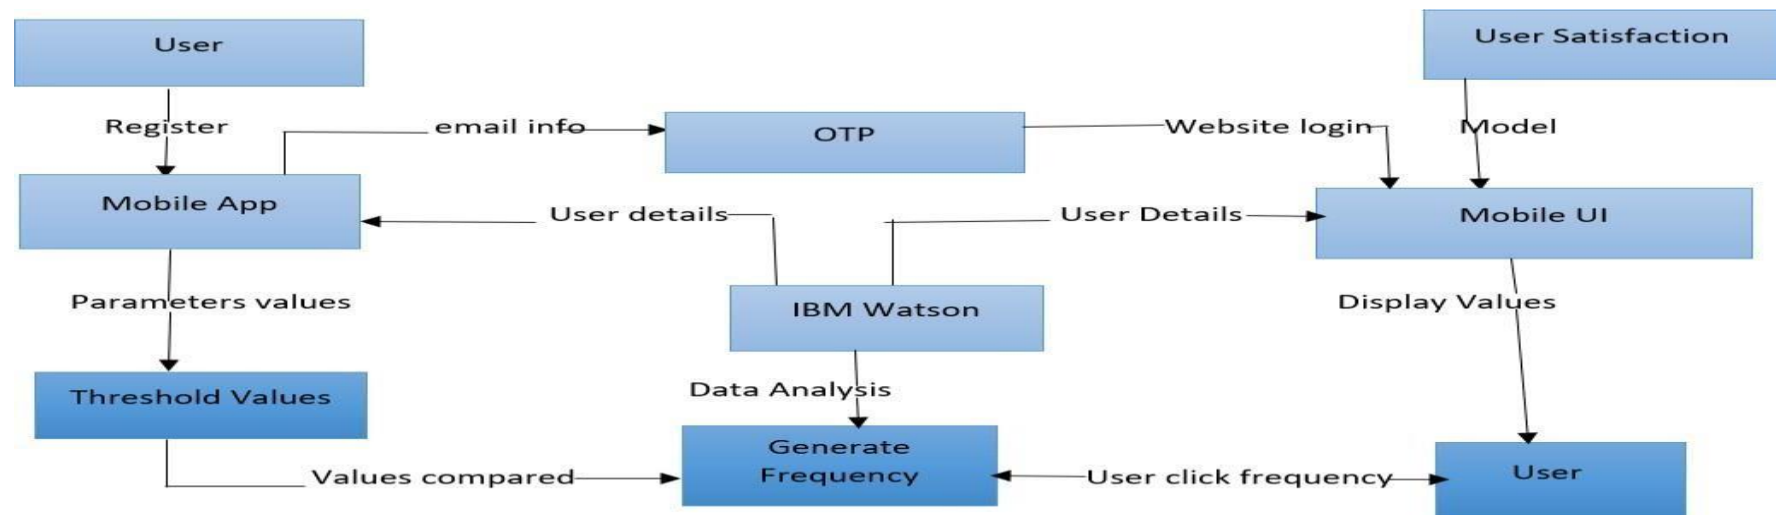 User
User Satisfaction
Register
email info
OTP
Website login
Model
Mobile App
User details
User Details
Mobile UI
Parameters values
IBM Watson
Display Values
Threshold Values
Data Analysis
Generate
Frequency
Values compared
User click frequency
User